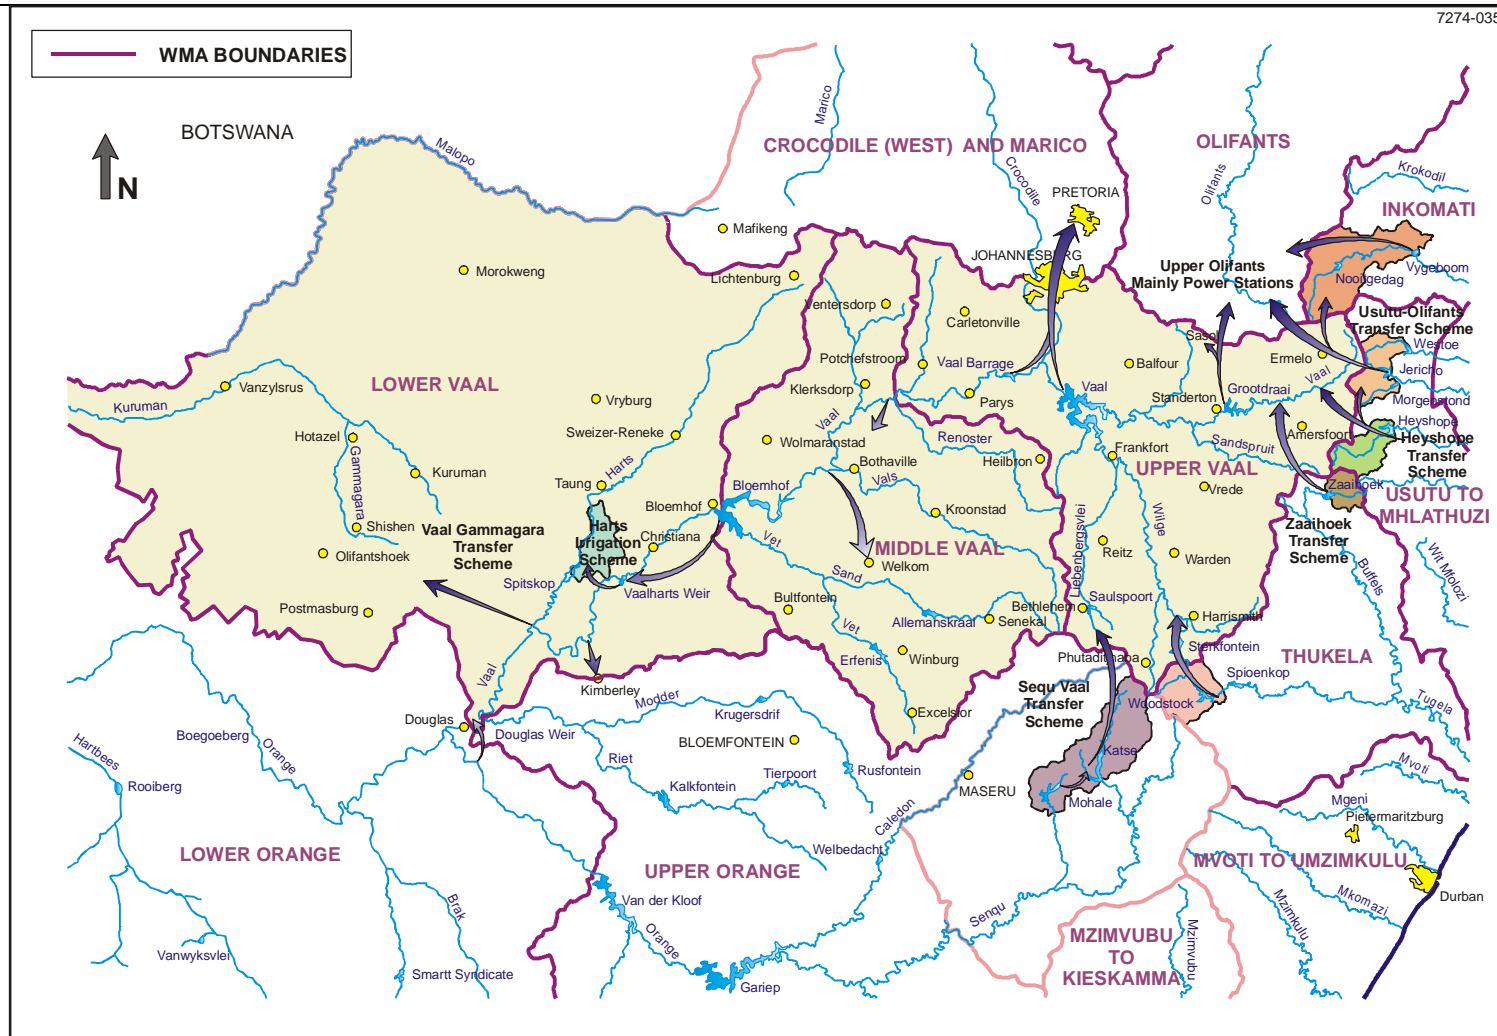 7274-035
WMA BOUNDARIES
BOTSWANA
N
Malopo
Marico
CROCODILE (WEST) AND MARICO
Crocodile
OLIFANTS
Olifants
Krokodil
INKOMATI
PRETORIA
Mafikeng
JOHANNESBURG
Morokweng
Lichtenburg
Upper Olifants
Mainly Power Stations
Vygeboom
Nooitgedag
Ventersdorp
Carletonville
Usutu-Olifants
Transfer Scheme
Westoe
Sasol
Ermelo
Potchefstroom
Vaal Barrage
Balfour
Jericho
Vaal
LOWER VAAL
Vanzylsrus
Kuruman
Klerksdorp
Parys
Vaal
Grootdraai
Standerton
Morgenstond
Vryburg
Sweizer-Reneke
Vaal
Heyshope
Amersfoort
Heyshope
Transfer
Scheme
Hotazel
Gammagara
Wolmaranstad
Renoster
Sandspruit
Frankfort
Heilbron
UPPER VAAL
Kuruman
Harts
Bothaville
Vals
Taung
Bloemhof
Bloemhof
Vrede
Zaaihoek
USUTU TO
MHLATHUZI
Shishen
Vaal Gammagara
Transfer
Scheme
Harts
Irrigation
Scheme
Christiana
Kroonstad
Wilge
Zaaihoek
Transfer
Scheme
Olifantshoek
Vet
MIDDLE VAAL
Welkom
Reitz
Warden
Liebenbergsvlei
Buffels
Wit Mfolozi
Spitskop
Vaalharts Weir
Sand
Saulspoort
Postmasburg
Bultfontein
Allemanskraal
Bethlehem
Senekal
Harrismith
Vet
Erfenis
Winburg
Phutaditjhaba
Sterkfontein
THUKELA
Spioenkop
Vaal
Kimberley
Sequ Vaal
Transfer
Scheme
Woodstock
Tugela
Modder
Krugersdrif
Excelsior
Douglas
Douglas Weir
BLOEMFONTEIN
Boegoeberg
Orange
Hartbees
Rooiberg
Riet
Kalkfontein
Tierpoort
Rusfontein
MASERU
Katse
Mohale
Mvoti
Mgeni
Pietermaritzburg
Caledon
Welbedacht
LOWER ORANGE
UPPER ORANGE
MVOTI TO UMZIMKULU
Van der Kloof
Brak
Orange
Senqu
Mzimkulu
Mkomazi
Durban
MZIMVUBU
TO
KIESKAMMA
Mzimvubu
Vanwyksvlei
Smartt Syndicate
Gariep